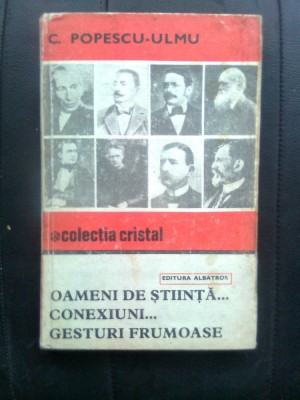 C. POPESCU-ULMU
colecția cristal
EDITURA ALBATROS
OAMENI DE ȘTIINȚĂ...
CONEXIUNI...
GESTURI FRUMOASE